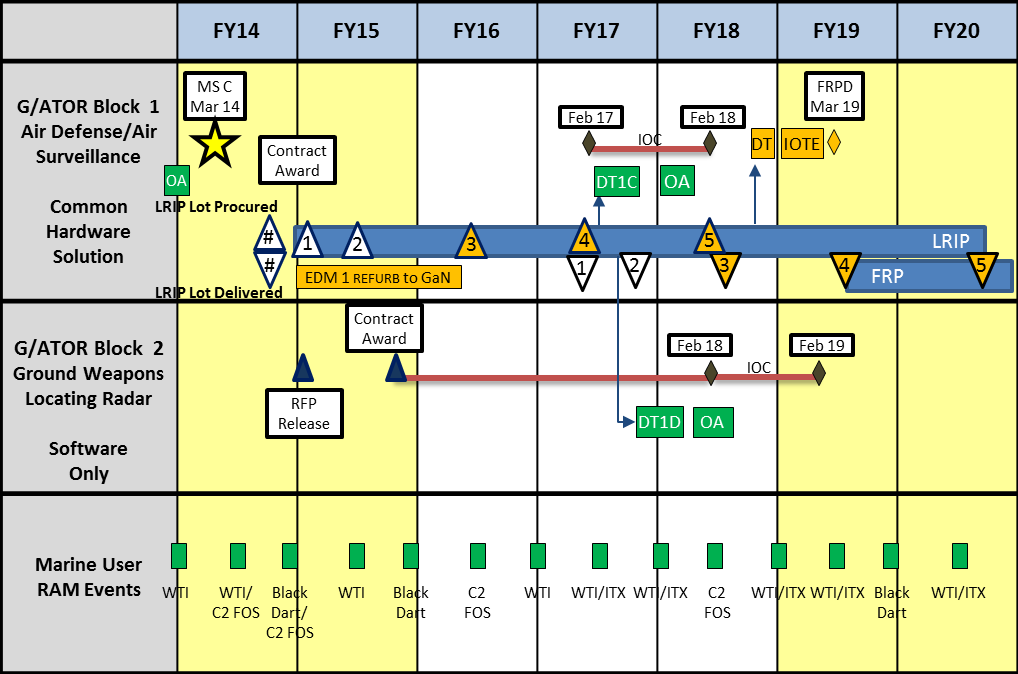 FY14 FY15 FY16 FY17 FY18 FY19 FY20
G/ATOR Block 1
Air Defense/Air
Surveillance
Common
Hardware
Solution
MS C
Mar 14
OA
Contract
Award
Feb 17
IOC
Feb 18
DT1C
OA
DT
IOTE
FRPD
Mar 19
LRIP Lot Procured
#
1
2
3
4
5
LRIP
#
1
2
3
4
5
FRP
EDM 1 REFURB to GaN
LRIP Lot Delivered
G/ATOR Block 2
Ground Weapons
Locating Radar
Software
Only
Contract
Award
RFP
Release
Feb 18
IOC
Feb 19
DT1D
OA
Marine User
RAM Events
WTI
WTI/
C2 FOS
Black
Dart/
C2 FOS
WTI
Black
Dart
C2
FOS
WTI
WTI/ITX
WTI/ITX
C2
FOS
WTI/ITX
WTI/ITX
Black
Dart
WTI/ITX